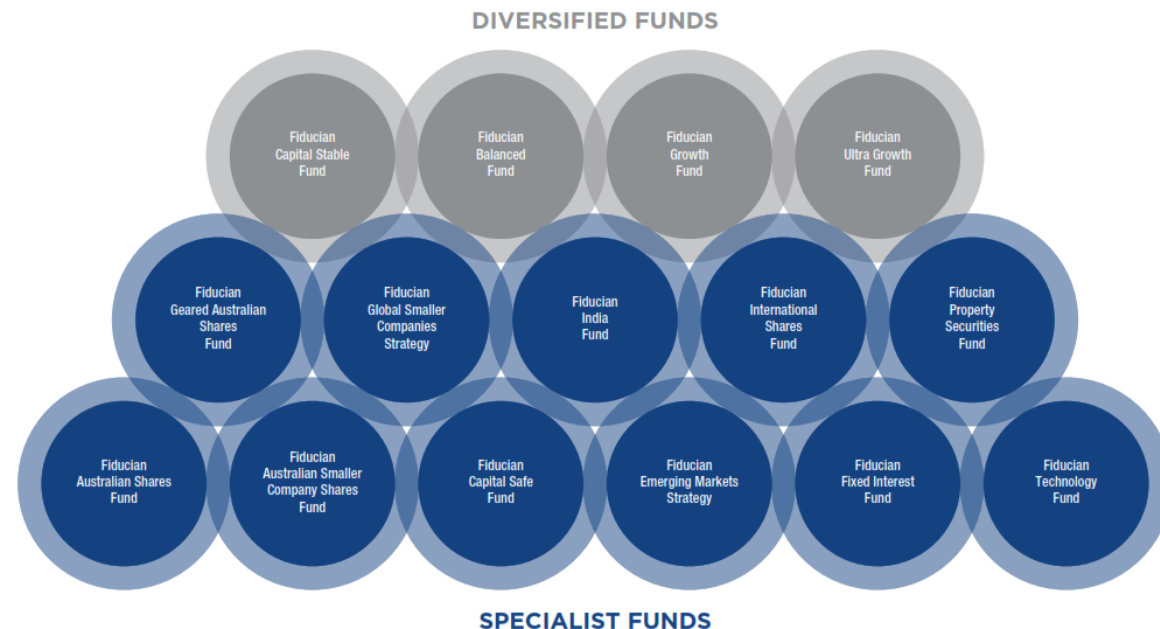 DIVERSIFIED FUNDS
Fiducian
Capital Stable
Fund
Fiducian
Balanced
Fund
Fiducian
Growth
Fund
Fiducian
Ultra Growth
Fund
Fiducian
Geared Australian
Shares
Fund
Fiducian
Global Smaller
Companies
Strategy
Fiducian
India
Fund
Fiducian
International
Shares
Fund
Fiducian
Property
Securities
Fund
Fiducian
Australian Shares
Fund
Fiducian
Australian Smaller
Company Shares
Fund
Fiducian
Capital Safe
Fund
Fiducian
Emerging Markets
Strategy
Fiducian
Fixed Interest
Fund
Fiducian
Technology
Fund
SPECIALIST FUNDS